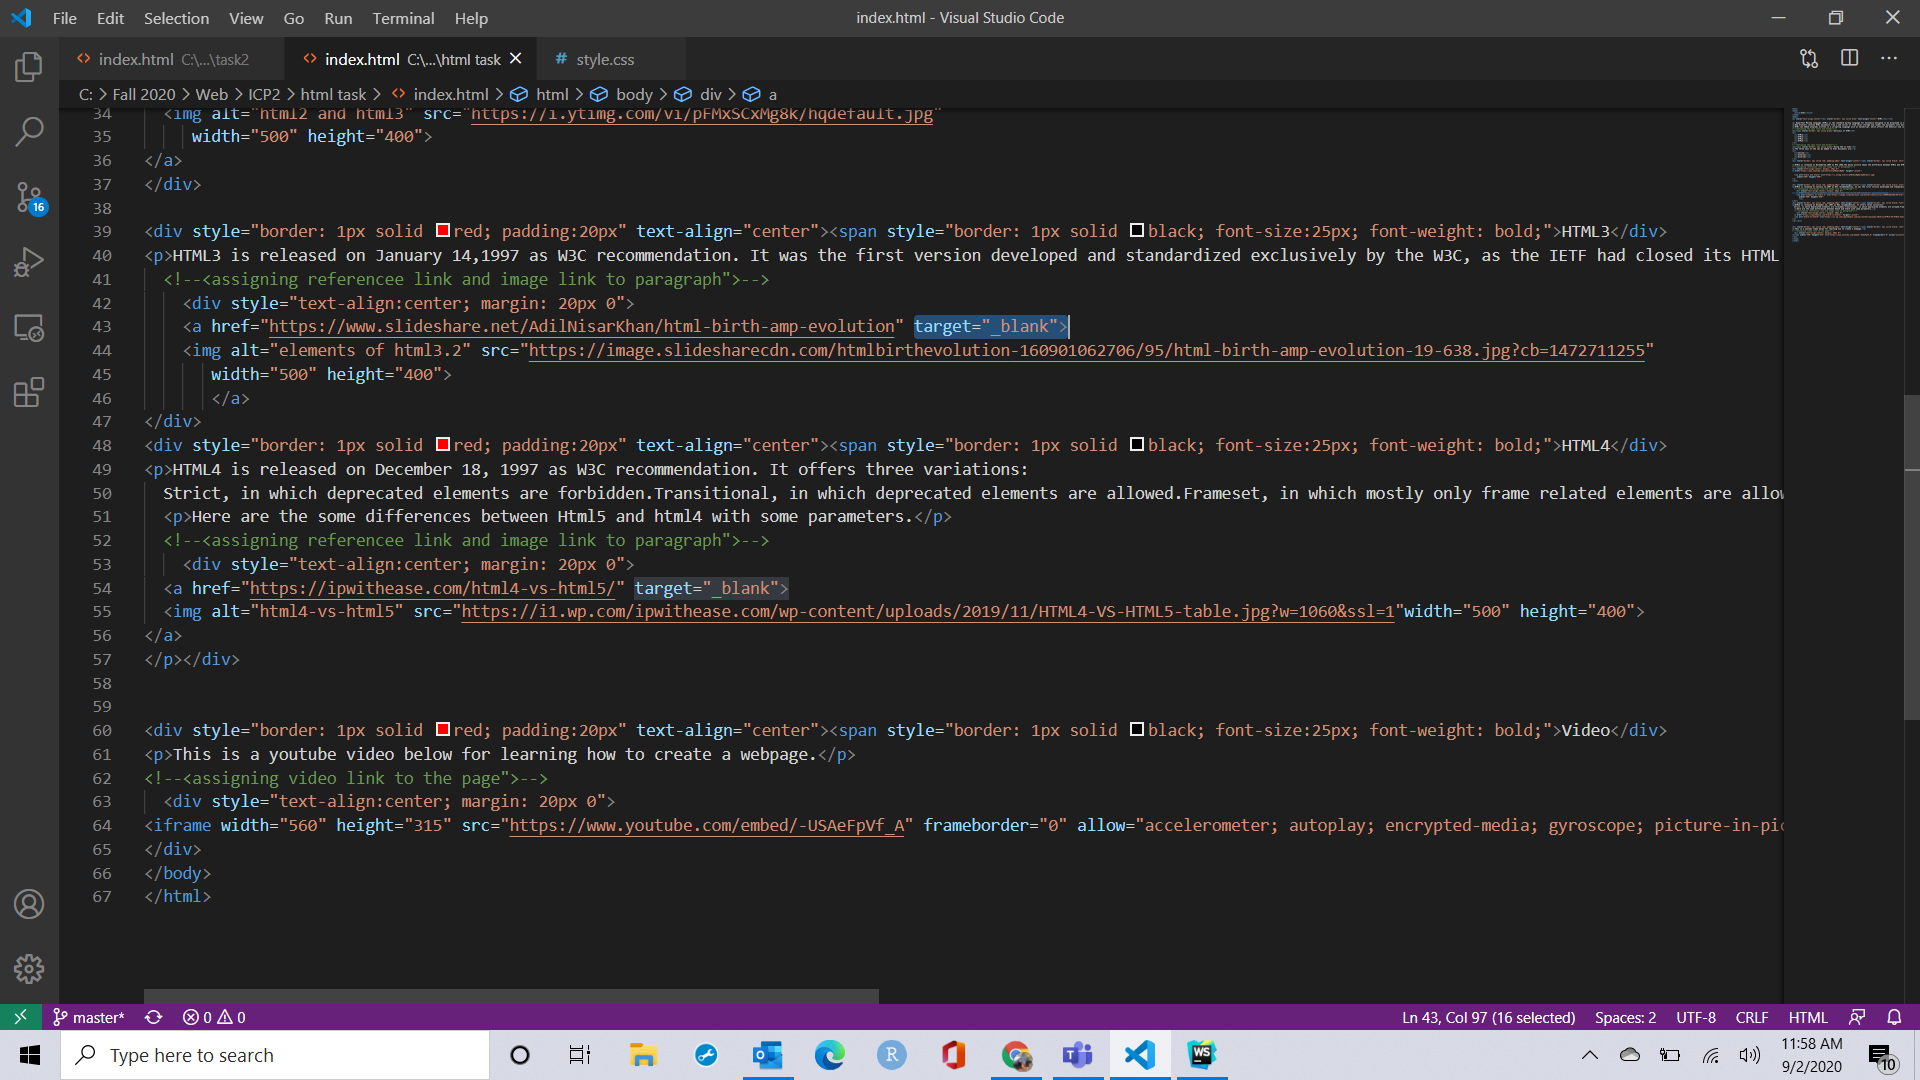 File Edit Selection View Go Run Terminal Help
index.html - Visual Studio Code
index.html C:\...\task2
index.html C:\...\html task
# style.css
C: > Fall 2020 > Web > ICP2 > html task > index.html > html > body > div > a
34 <img alt="html2 and html3" src="https://i.ytimg.com/vi/pFMxSCxMg8k/hqdefault.jpg"
35 width="500" height="400">
36 </a>
37 </div>
38
39 <div style="border: 1px solid red; padding:20px" text-align="center"><span style="border: 1px solid black; font-size:25px; font-weight: bold;">HTML3</div>
40 <p>HTML3 is released on January 14,1997 as W3C recommendation. It was the first version developed and standardized exclusively by the W3C, as the IETF had closed its HTML
41 <!--<assigning referencee link and image link to paragraph">-->
42 <div style="text-align:center; margin: 20px 0">
43 <a href="https://www.slideshare.net/AdilNisarKhan/html-birth-amp-evolution" target="_blank">
44 <img alt="elements of html3.2" src="https://image.slidesharecdn.com/htmlbirthevolution-160901062706/95/html-birth-amp-evolution-19-638.jpg?cb=1472711255"
45 width="500" height="400">
46 </a>
47 </div>
48 <div style="border: 1px solid red; padding:20px" text-align="center"><span style="border: 1px solid black; font-size:25px; font-weight: bold;">HTML4</div>
49 <p>HTML4 is released on December 18, 1997 as W3C recommendation. It offers three variations:
50 Strict, in which deprecated elements are forbidden.Transitional, in which deprecated elements are allowed.Frameset, in which mostly only frame related elements are allow
51 <p>Here are the some differences between Html5 and html4 with some parameters.</p>
52 <!--<assigning referencee link and image link to paragraph">-->
53 <div style="text-align:center; margin: 20px 0">
54 <a href="https://ipwithease.com/html4-vs-html5/" target="_blank">
55 <img alt="html4-vs-html5" src="https://i1.wp.com/ipwithease.com/wp-content/uploads/2019/11/HTML4-VS-HTML5-table.jpg?w=1060&ssl=1"width="500" height="400">
56 </a>
57 </p></div>
58
59
60 <div style="border: 1px solid red; padding:20px" text-align="center"><span style="border: 1px solid black; font-size:25px; font-weight: bold;">Video</div>
61 <p>This is a youtube video below for learning how to create a webpage.</p>
62 <!--<assigning video link to the page">-->
63 <div style="text-align:center; margin: 20px 0">
64 <iframe width="560" height="315" src="https://www.youtube.com/embed/-USAeFpVf_A" frameborder="0" allow="accelerometer; autoplay; encrypted-media; gyroscope; picture-in-pic
65 </div>
66 </body>
67 </html>
16
master* 0 0
Ln 43, Col 97 (16 selected) Spaces: 2 UTF-8 CRLF HTML
Type here to search
R
WS
11:58 AM
9/2/2020
10